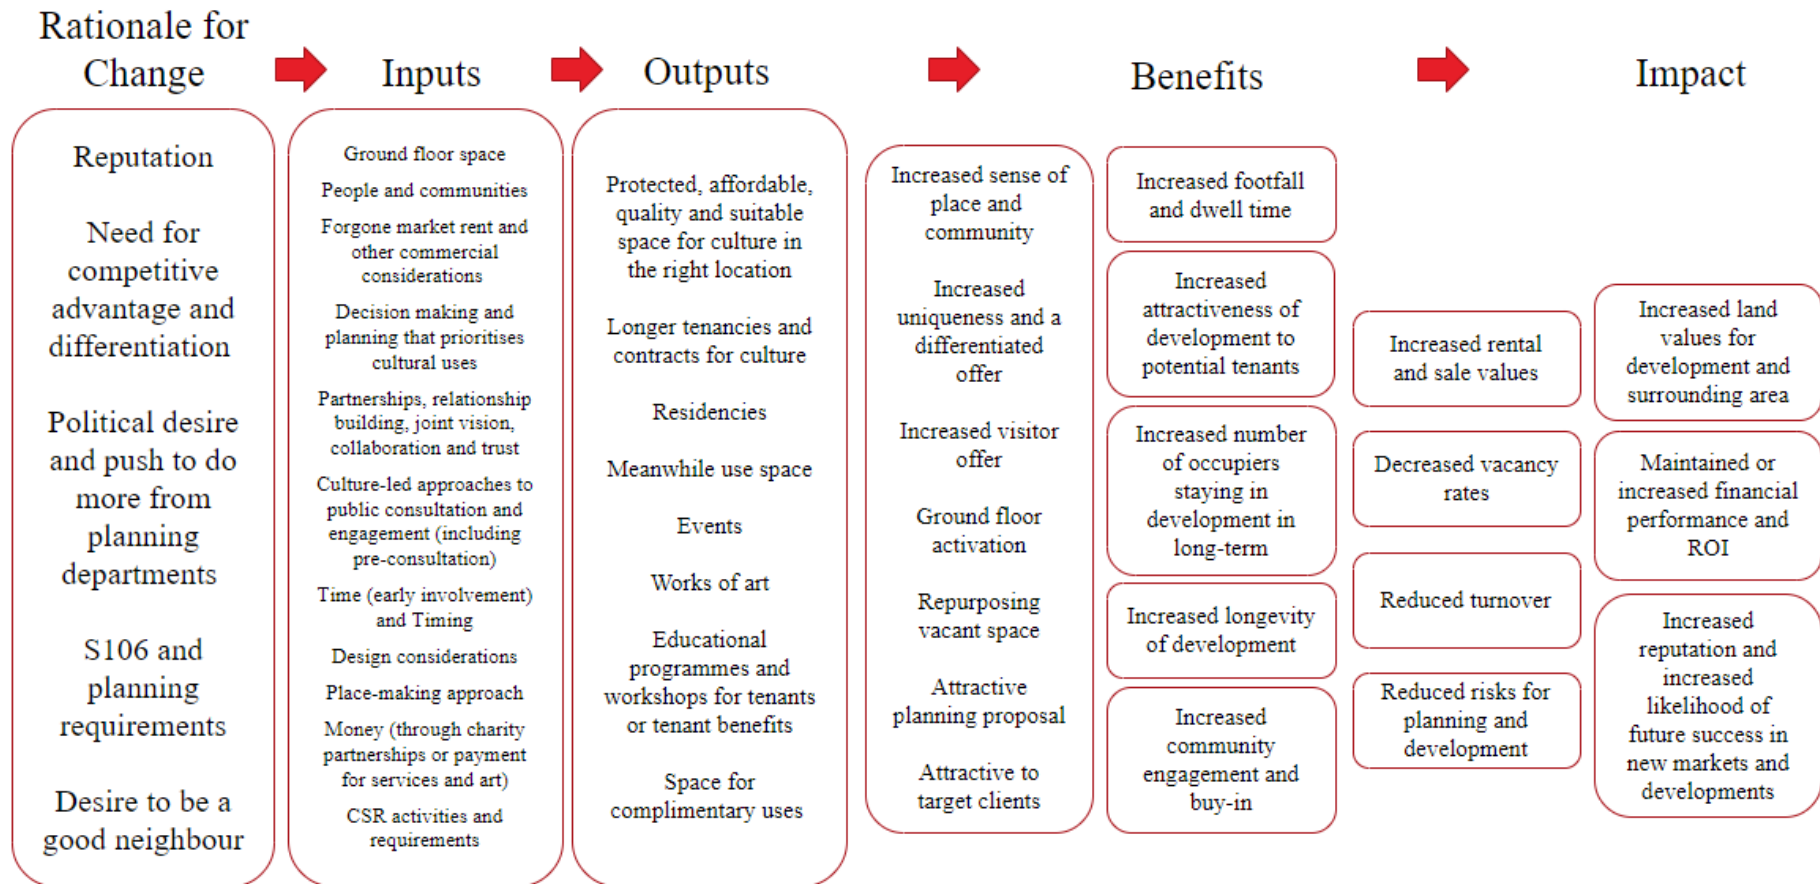 Rationale for
Change
Inputs
Outputs
Benefits
Impact
Reputation
Need for
competitive
advantage and
differentiation
Political desire
and push to do
more from
planning
departments
S106 and
planning
requirements
Desire to be a
good neighbour
Ground floor space
People and communities
Forgone market rent and
other commercial
considerations
Decision making and
planning that prioritises
cultural uses
Partnerships, relationship
building, joint vision,
collaboration and trust
Culture-led approaches to
public consultation and
engagement (including
pre-consultation)
Time (early involvement)
and Timing
Design considerations
Place-making approach
Money (through charity
partnerships or payment
for services and art)
CSR activities and
requirements
Protected, affordable,
quality and suitable
space for culture in
the right location
Longer tenancies and
contracts for culture
Residencies
Meanwhile use space
Events
Works of art
Educational
programmes and
workshops for tenants
or tenant benefits
Space for
complimentary uses
Increased sense of
place and
community
Increased
uniqueness and a
differentiated
offer
Increased visitor
offer
Ground floor
activation
Repurposing
vacant space
Attractive
planning proposal
Attractive to
target clients
Increased footfall
and dwell time
Increased
attractiveness of
development to
potential tenants
Increased number
of occupiers
staying in
development in
long-term
Increased longevity
of development
Increased
community
engagement and
buy-in
Increased rental
and sale values
Decreased vacancy
rates
Reduced turnover
Reduced risks for
planning and
development
Increased land
values for
development and
surrounding area
Maintained or
increased financial
performance and
ROI
Increased
reputation and
increased
likelihood of
future success in
new markets and
developments